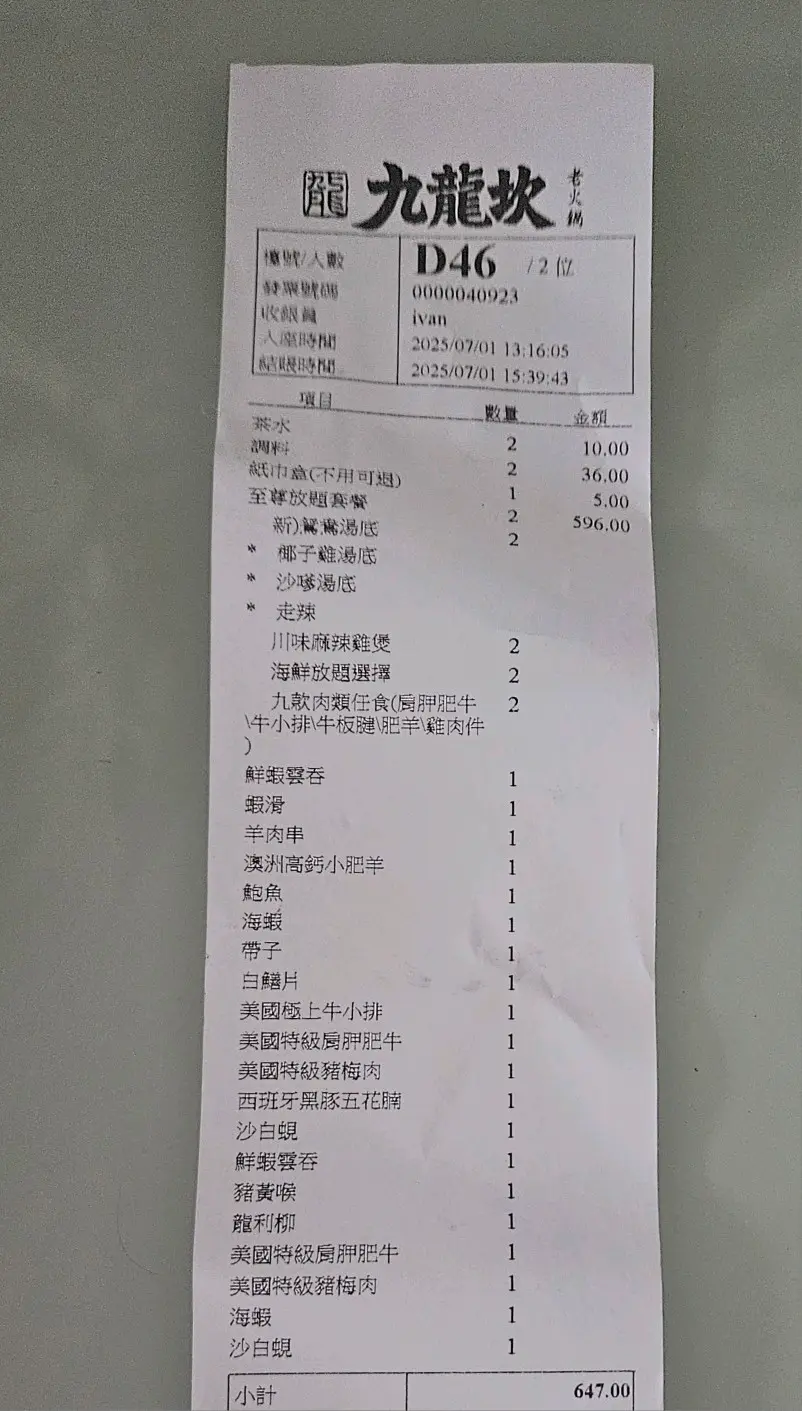 龍 九龍坎 老火鍋
檯號/人數 D46 /2 位
發票號碼 0000040923
收銀員 ivan
入座時間 2025/07/01 13:16:05
結賬時間 2025/07/01 15:39:43
項目 數量 金額
茶水 2 10.00
調料 2 36.00
紙巾盒(不用可退) 1 5.00
至尊放題套餐 2 596.00
新)鴛鴦湯底 2
* 椰子雞湯底
* 沙嗲湯底
* 走辣
川味麻辣雞煲 2
海鮮放題選擇 2
九款肉類任食(肩胛肥牛 2
\牛小排\牛板腱\肥羊\雞肉件
)
鮮蝦雲吞 1
蝦滑 1
羊肉串 1
澳洲高鈣小肥羊 1
鮑魚 1
海蝦 1
帶子 1
白鱔片 1
美國極上牛小排 1
美國特級肩胛肥牛 1
美國特級豬梅肉 1
西班牙黑豚五花腩 1
沙白蜆 1
鮮蝦雲吞 1
豬黃喉 1
龍利柳 1
美國特級肩胛肥牛 1
美國特級豬梅肉 1
海蝦 1
沙白蜆 1
小計 647.00